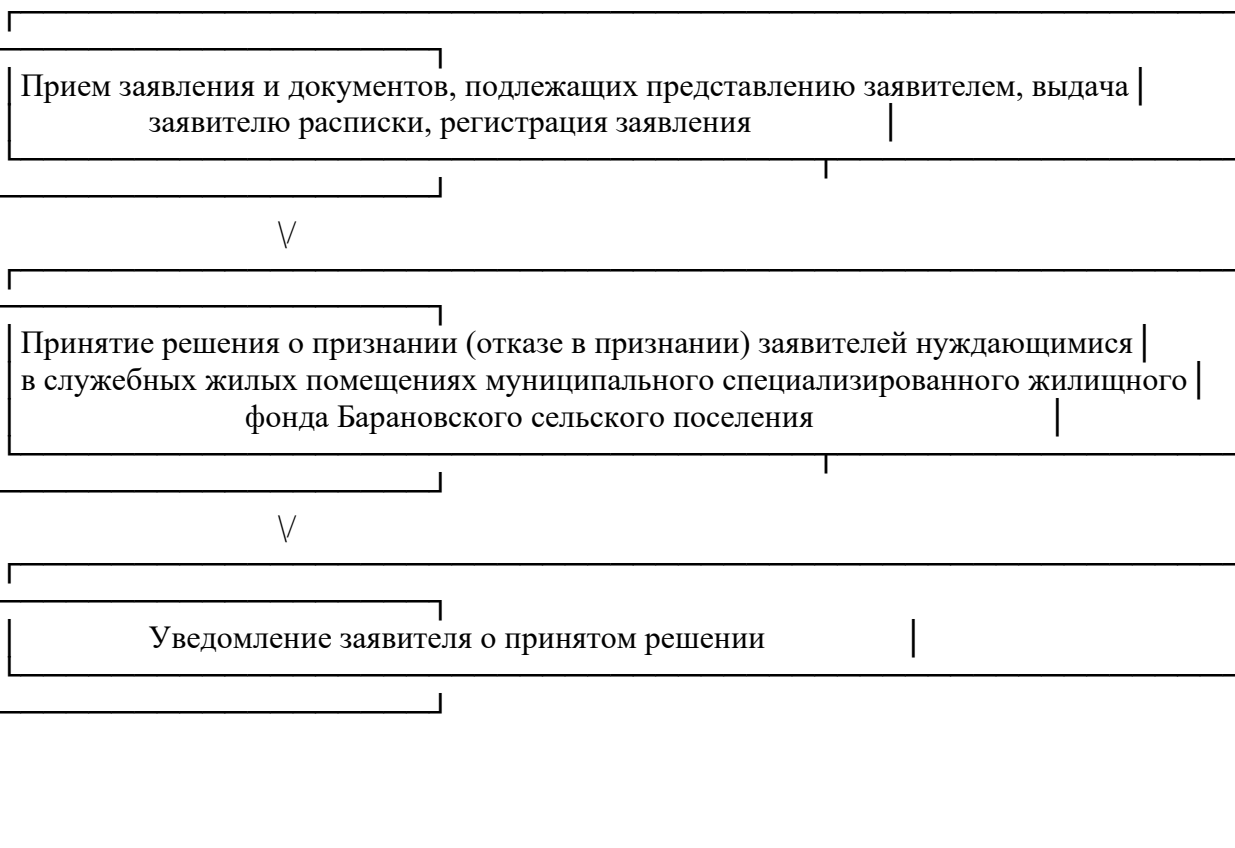 Прием заявления и документов, подлежащих представлению заявителем, выдача
заявителю расписки, регистрация заявления
\/
Принятие решения о признании (отказе в признании) заявителей нуждающимися
в служебных жилых помещениях муниципального специализированного жилищного
фонда Барановского сельского поселения
\/
Уведомление заявителя о принятом решении